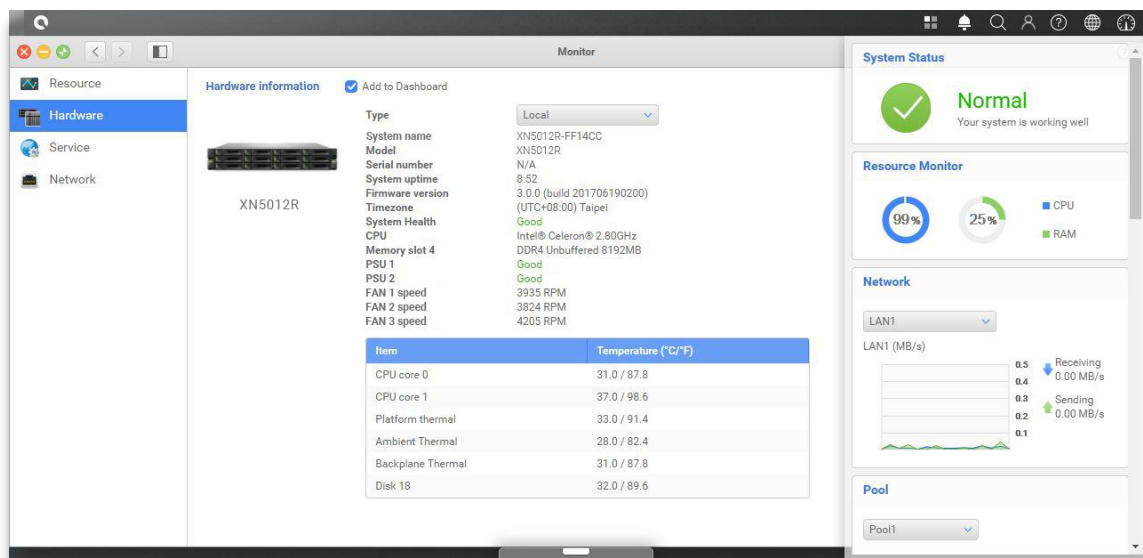 Monitor
Resource
Hardware
Service
Network
Hardware information
Add to Dashboard
XN5012R
Type Local
System name XN5012R-FF14CC
Model XN5012R
Serial number N/A
System uptime 8:52
Firmware version 3.0.0 (build 201706190200)
Timezone (UTC+08:00) Taipei
System Health Good
CPU Intel® Celeron® 2.80GHz
Memory slot 4 DDR4 Unbuffered 8192MB
PSU 1 Good
PSU 2 Good
FAN 1 speed 3935 RPM
FAN 2 speed 3824 RPM
FAN 3 speed 4205 RPM
Item Temperature (°C/°F)
CPU core 0 31.0 / 87.8
CPU core 1 37.0 / 98.6
Platform thermal 33.0 / 91.4
Ambient Thermal 28.0 / 82.4
Backplane Thermal 31.0 / 87.8
Disk 18 32.0 / 89.6
System Status
Normal
Your system is working well
Resource Monitor
99%
25%
CPU
RAM
Network
LAN1
LAN1 (MB/s)
0.5
0.4
0.3
0.2
0.1
Receiving
0.00 MB/s
Sending
0.00 MB/s
Pool
Pool1